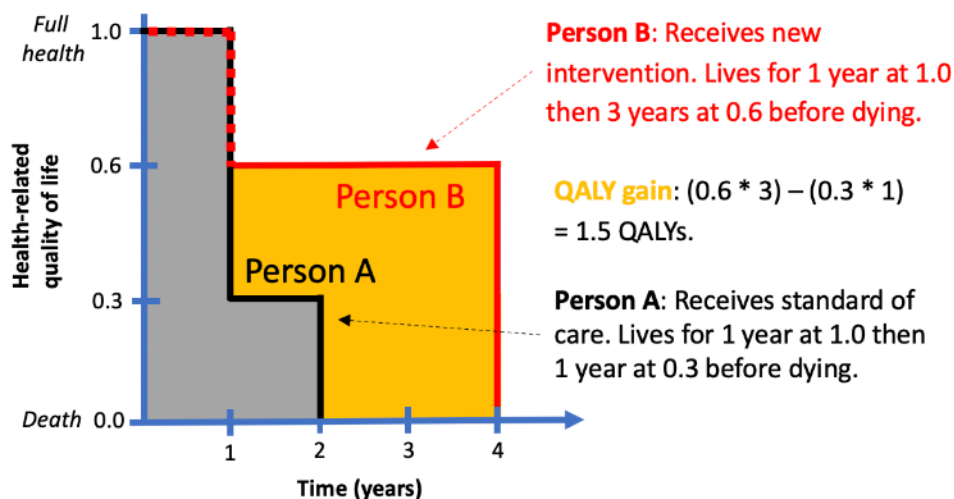 Full
health
1.0
0.6
0.3
Death
0.0
Health-related
quality of life
1
2
3
4
Time (years)
Person B
Person A
Person B: Receives new
intervention. Lives for 1 year at 1.0
then 3 years at 0.6 before dying.
QALY gain: (0.6 * 3) – (0.3 * 1)
= 1.5 QALYs.
Person A: Receives standard of
care. Lives for 1 year at 1.0 then
1 year at 0.3 before dying.